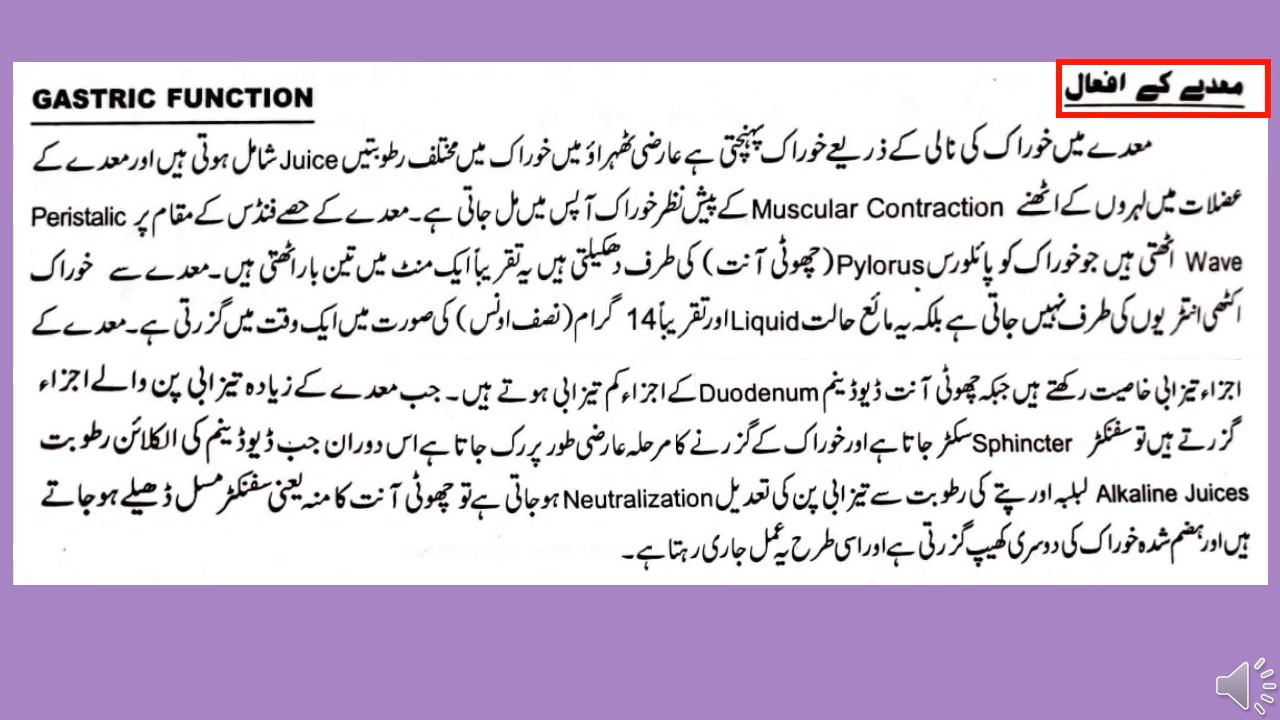 معدے کے افعال
GASTRIC FUNCTION
معدے میں خوراک کی نالی کے ذریعے خوراک پہنچتی ہے عارضی ٹھہراؤ میں خوراک میں مختلف رطوبتیں Juice شامل ہوتی ہیں اور معدے کے
عضلات میں لہروں کے اٹھنے Muscular Contraction کے پیش نظر خوراک آپس میں مل جاتی ہے۔ معدے کے حصے فنڈس کے مقام پر Peristalic
Wave اٹھتی ہیں جو خوراک کو پائلورس Pylorus (چھوٹی آنت) کی طرف دھکیلتی ہیں یہ تقریباً ایک منٹ میں تین بار اٹھتی ہیں۔ معدے سے خوراک
اکٹھی انتڑیوں کی طرف نہیں جاتی ہے بلکہ یہ مائع حالت Liquid اور تقریباً 14 گرام (نصف اونس) کی صورت میں ایک وقت میں گزرتی ہے۔ معدے کے
اجزاء تیزابی خاصیت رکھتے ہیں جبکہ چھوٹی آنت ڈیوڈینم Duodenum کے اجزاء کم تیزابی ہوتے ہیں۔ جب معدے کے زیادہ تیزابی پن والے اجزاء
گزرتے ہیں تو سفنکٹر Sphincter سکڑ جاتا ہے اور خوراک کے گزرنے کا مرحلہ عارضی طور پر رک جاتا ہے اس دوران جب ڈیوڈینم کی الکلائن رطوبت
Alkaline Juices لبلبہ اور پتے کی رطوبت سے تیزابی پن کی تعدیل Neutralization ہو جاتی ہے تو چھوٹی آنت کا منہ یعنی سفنکٹر مسل ڈھیلے ہو جاتے
ہیں اور ہضم شدہ خوراک کی دوسری کھیپ گزرتی ہے اور اسی طرح یہ عمل جاری رہتا ہے۔